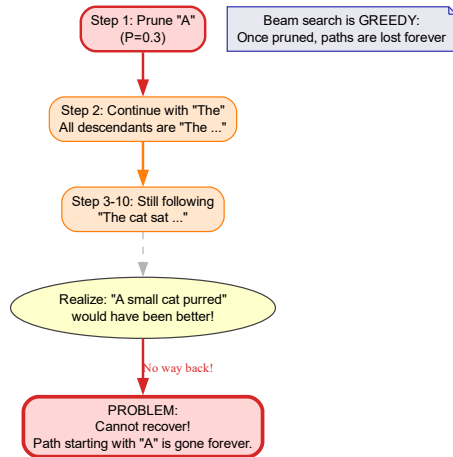 Step 1: Prune "A"
(P=0.3)
Beam search is GREEDY:
Once pruned, paths are lost forever
Step 2: Continue with "The"
All descendants are "The ..."
Step 3-10: Still following
"The cat sat ..."
Realize: "A small cat purred"
would have been better!
No way back!
PROBLEM:
Cannot recover!
Path starting with "A" is gone forever.